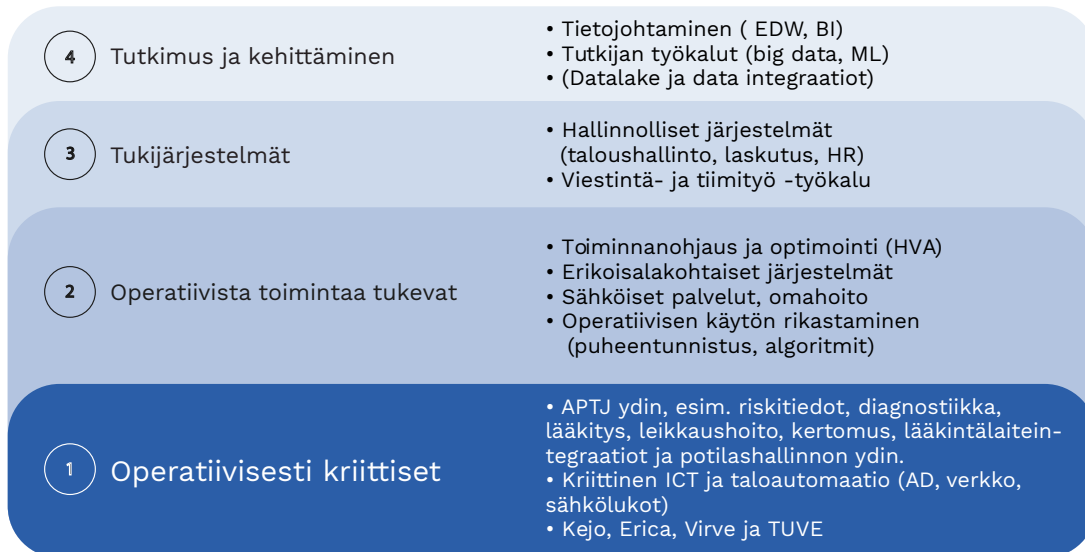 4
Tutkimus ja kehittäminen
• Tietojohtaminen ( EDW, BI)
• Tutkijan työkalut (big data, ML)
• (Datalake ja data integraatiot)
3
Tukijärjestelmät
• Hallinnolliset järjestelmät
(taloushallinto, laskutus, HR)
• Viestintä- ja tiimityö -työkalu
2
Operatiivista toimintaa tukevat
• Toiminnanohjaus ja optimointi (HVA)
• Erikoisalakohtaiset järjestelmät
• Sähköiset palvelut, omahoito
• Operatiivisen käytön rikastaminen
(puheentunnistus, algoritmit)
1
Operatiivisesti kriittiset
• APTJ ydin, esim. riskitiedot, diagnostiikka,
lääkitys, leikkaushoito, kertomus, lääkintälaitein-
tegraatiot ja potilashallinnon ydin.
• Kriittinen ICT ja taloautomaatio (AD, verkko,
sähkölukot)
• Kejo, Erica, Virve ja TUVE